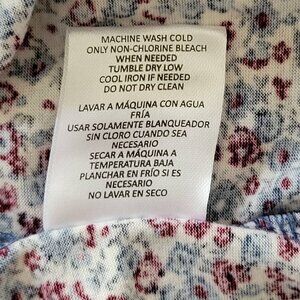 MACHINE WASH COLD
ONLY NON-CHLORINE BLEACH
WHEN NEEDED
TUMBLE DRY LOW
COOL IRON IF NEEDED
DO NOT DRY CLEAN
LAVAR A MÁQUINA CON AGUA
FRÍA
USAR SOLAMENTE BLANQUEADOR
SIN CLORO CUANDO SEA
NECESARIO
SECAR A MÁQUINA A
TEMPERATURA BAJA
PLANCHAR EN FRÍO SI ES
NECESARIO
NO LAVAR EN SECO